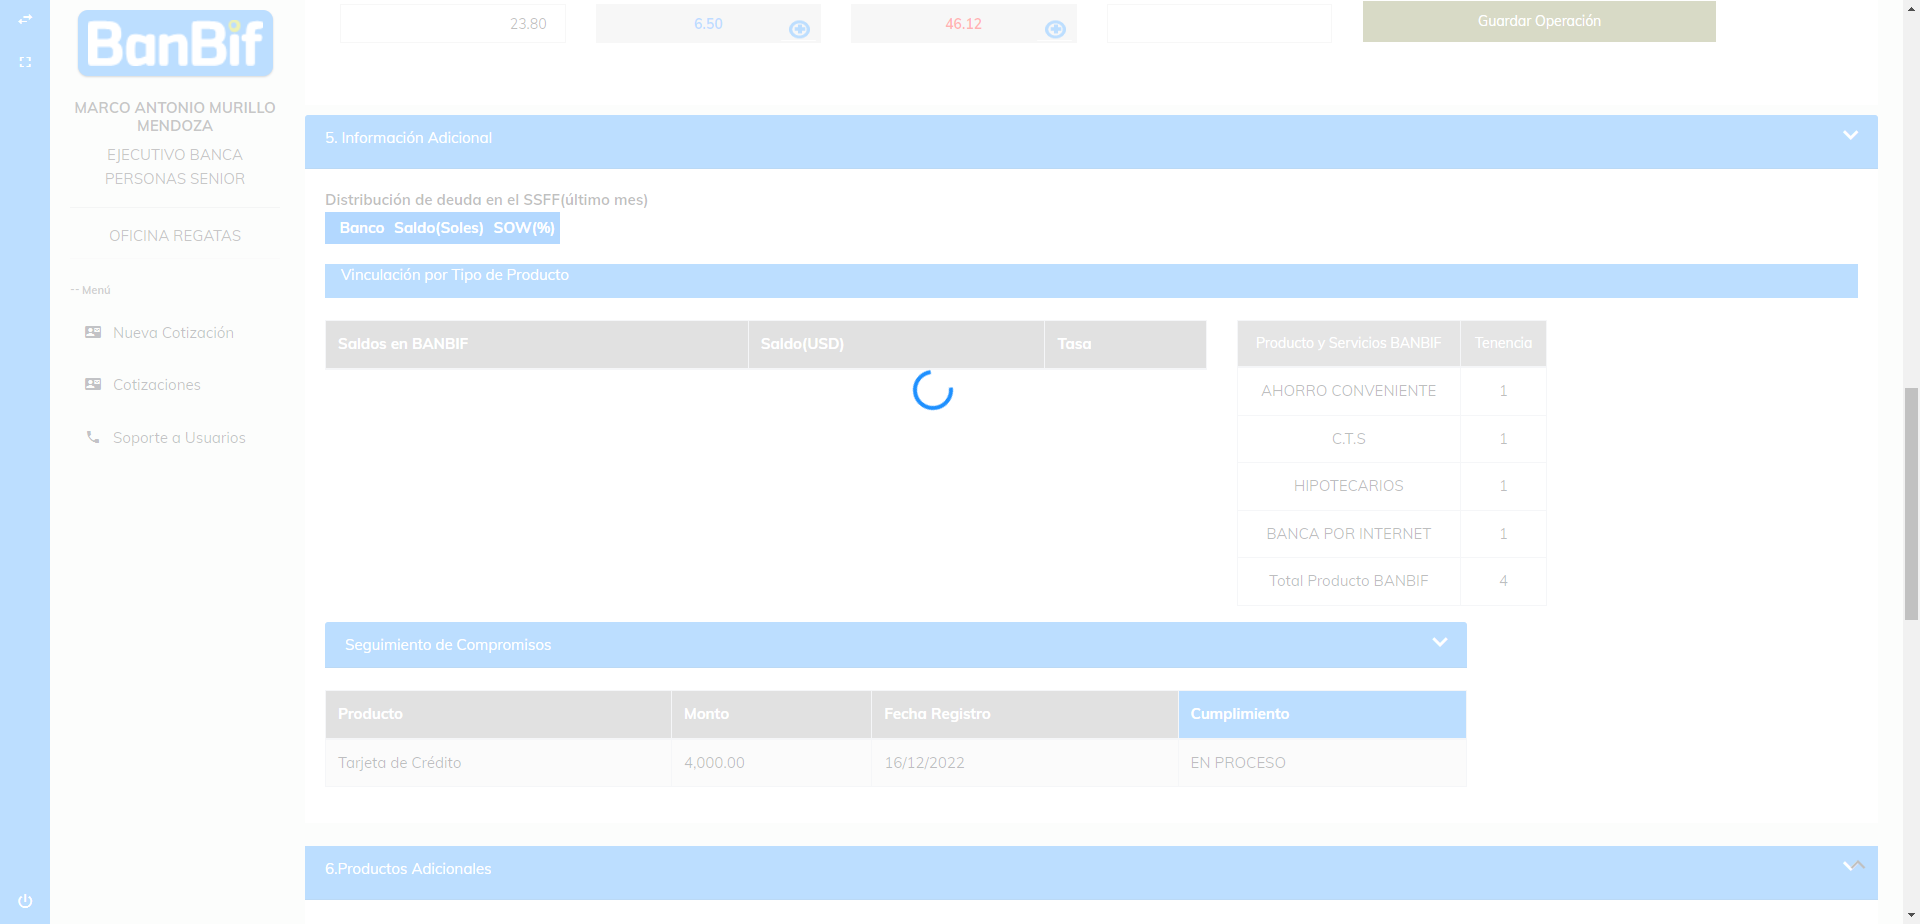 BanBif
MARCO ANTONIO MURILLO
MENDOZA
EJECUTIVO BANCA
PERSONAS SENIOR
OFICINA REGATAS
-- Menú
Nueva Cotización
Cotizaciones
Soporte a Usuarios
23.80 6.50 46.12 Guardar Operación
5. Información Adicional
Distribución de deuda en el SSFF(último mes)
Banco Saldo(Soles) SOW(%)
Vinculación por Tipo de Producto
Saldos en BANBIF Saldo(USD) Tasa
Producto y Servicios BANBIF Tenencia
AHORRO CONVENIENTE 1
C.T.S 1
HIPOTECARIOS 1
BANCA POR INTERNET 1
Total Producto BANBIF 4
Seguimiento de Compromisos
Producto Monto Fecha Registro Cumplimiento
Tarjeta de Crédito 4,000.00 16/12/2022 EN PROCESO
6.Productos Adicionales